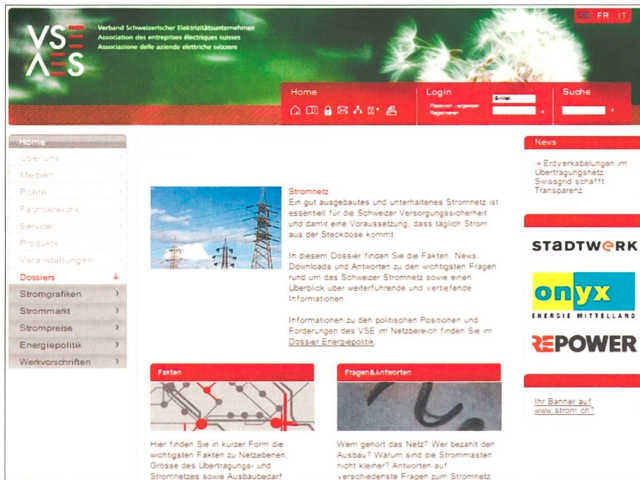 VSE
AES
Verband Schweizerischer Elektrizitätsunternehmen
Association des entreprises électriques suisses
Associazione delle aziende elettriche svizzere
DE FR IT
Home
Login
Suche
E-Mail
Passwort vergessen
Registrieren
Home
Über uns
Medien
Politik
Fachbereiche
Service
Produkte
Veranstaltungen
Dossiers
Stromgrafiken
Strommarkt
Strompreise
Energiepolitik
Werkvorschriften
Stromnetz
Ein gut ausgebautes und unterhaltenes Stromnetz ist
essentiell für die Schweizer Versorgungssicherheit
und damit eine Voraussetzung, dass täglich Strom
aus der Steckdose kommt
In diesem Dossier finden Sie die Fakten, News,
Downloads und Antworten zu den wichtigsten Fragen
rund um das Schweizer Stromnetz sowie einen
Überblick über weiterführende und vertiefende
Informationen.
Informationen zu den politischen Positionen und
Forderungen des VSE im Netzbereich finden Sie im
Dossier Energiepolitik.
Fakten
Hier finden Sie in kurzer Form die
wichtigsten Fakten zu Netzebenen,
Grösse des Übertragungs- und
Stromnetzes sowie Ausbaubedarf
Fragen&Antworten
Wem gehört das Netz? Wer bezahlt den
Ausbau? Warum sind die Strommasten
nicht kleiner? Antworten auf
verschiedenste Fragen zum Stromnetz
News
→ Erdverkabelungen im
Übertragungsnetz
Swissgrid schafft
Transparenz
STADTWERK
onyx
ENERGIE MITTELLAND
REPOWER
Ihr Banner auf
www.strom.ch?